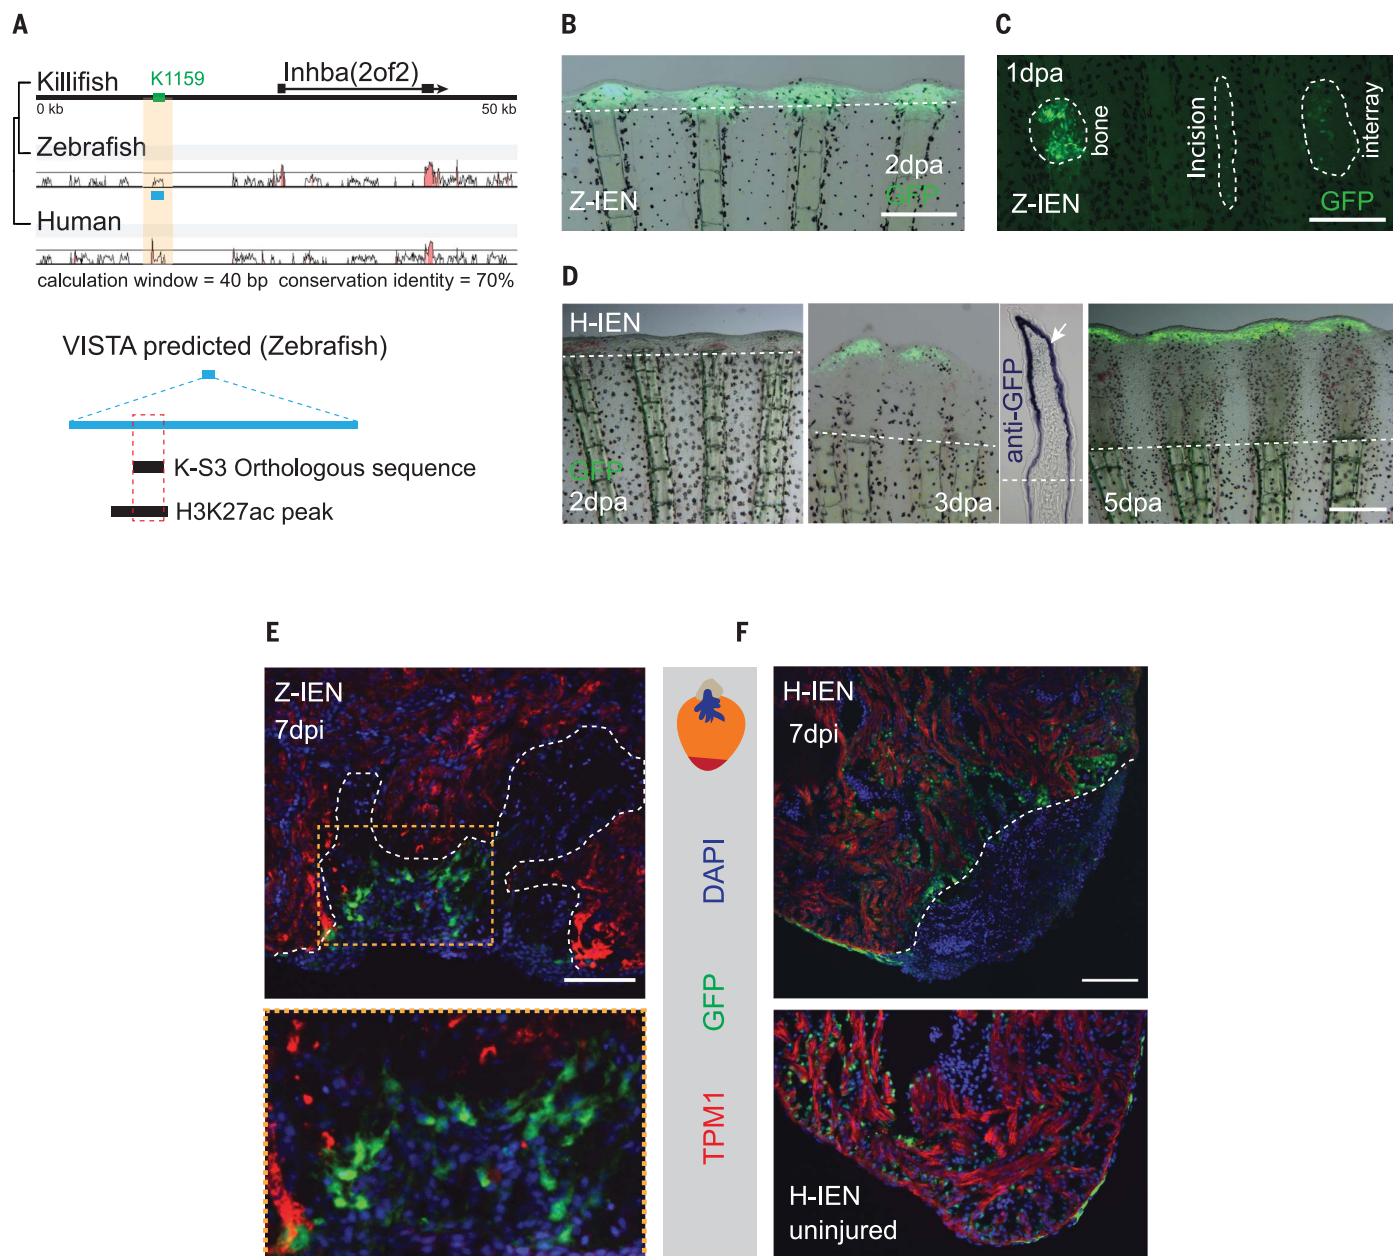 A
Killifish
K1159
Inhba(2of2)
0 kb
50 kb
Zebrafish
Human
calculation window = 40 bp conservation identity = 70%
VISTA predicted (Zebrafish)
K-S3 Orthologous sequence
H3K27ac peak
B
Z-IEN
2dpa
GFP
C
1dpa
bone
Incision
interray
Z-IEN
GFP
D
H-IEN
GFP
2dpa
3dpa
anti-GFP
5dpa
E
Z-IEN
7dpi
DAPI
GFP
TPM1
F
H-IEN
7dpi
H-IEN
uninjured